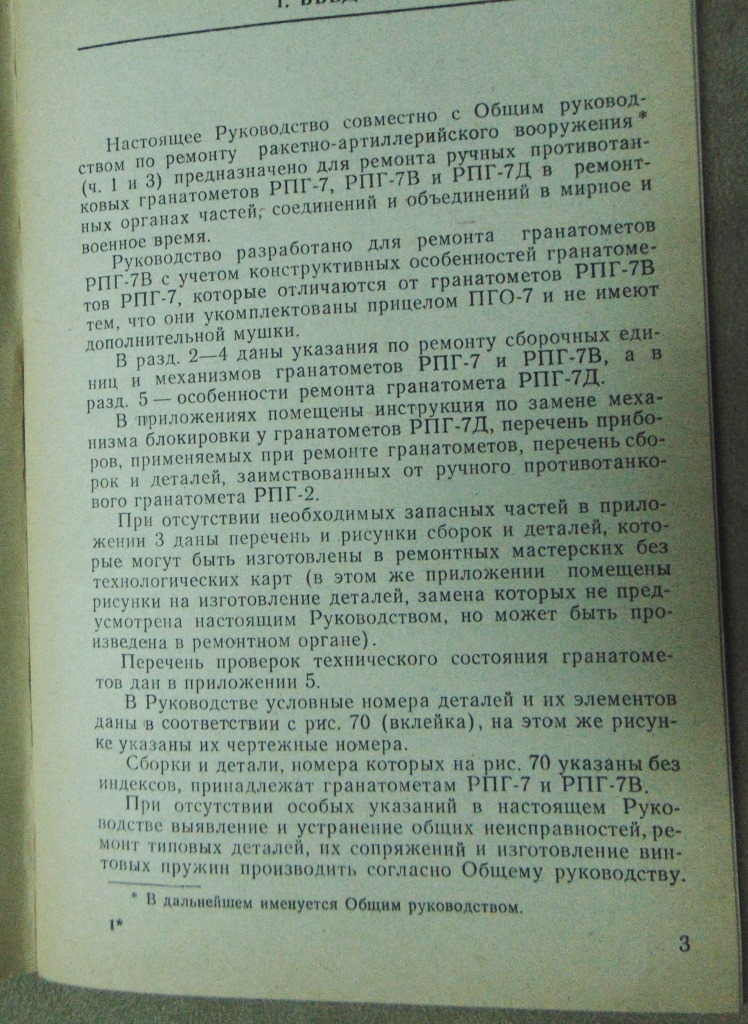 Настоящее Руководство совместно с Общим руковод-
ством по ремонту ракетно-артиллерийского вооружения*
(ч. 1 и 3) предназначено для ремонта ручных противотан-
ковых гранатометов РПГ-7, РПГ-7В и РПГ-7Д в ремонт-
ных органах частей, соединений и объединений в мирное и
военное время.
Руководство разработано для ремонта гранатометов
РПГ-7В с учетом конструктивных особенностей гранатоме-
тов РПГ-7, которые отличаются от гранатометов РПГ-7В
тем, что они укомплектованы прицелом ПГО-7 и не имеют
дополнительной мушки.
В разд. 2—4 даны указания по ремонту сборочных еди-
ниц и механизмов гранатометов РПГ-7 и РПГ-7В, а в
разд. 5 — особенности ремонта гранатомета РПГ-7Д.
В приложениях помещены инструкция по замене меха-
низма блокировки у гранатометов РПГ-7Д, перечень прибо-
ров, применяемых при ремонте гранатометов, перечень сбо-
рок и деталей, заимствованных от ручного противотанко-
вого гранатомета РПГ-2.
При отсутствии необходимых запасных частей в прило-
жении 3 даны перечень и рисунки сборок и деталей, кото-
рые могут быть изготовлены в ремонтных мастерских без
технологических карт (в этом же приложении помещены
рисунки на изготовление деталей, замена которых не пред-
усмотрена настоящим Руководством, но может быть про-
изведена в ремонтном органе).
Перечень проверок технического состояния гранатоме-
тов дан в приложении 5.
В Руководстве условные номера деталей и их элементов
даны в соответствии с рис. 70 (вклейка), на этом же рисун-
ке указаны их чертежные номера.
Сборки и детали, номера которых на рис. 70 указаны без
индексов, принадлежат гранатометам РПГ-7 и РПГ-7В.
При отсутствии особых указаний в настоящем Руко-
водстве выявление и устранение общих неисправностей, ре-
монт типовых деталей, их сопряжений и изготовление вин-
товых пружин производить согласно Общему руководству.
* В дальнейшем именуется Общим руководством.
1*
3